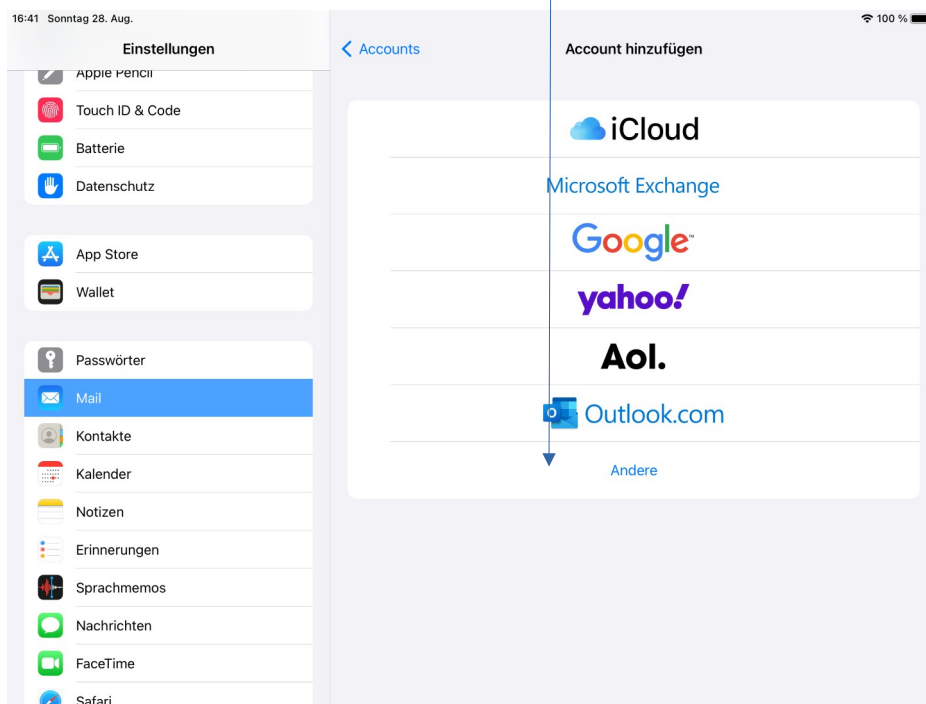 16:41 Sonntag 28. Aug.
100 %
Einstellungen
Apple Pencil
Touch ID & Code
Batterie
Datenschutz
App Store
Wallet
Passwörter
Mail
Kontakte
Kalender
Notizen
Erinnerungen
Sprachmemos
Nachrichten
FaceTime
Safari
Accounts
Account hinzufügen
iCloud
Microsoft Exchange
Google™
yahoo!
Aol.
Outlook.com
Andere